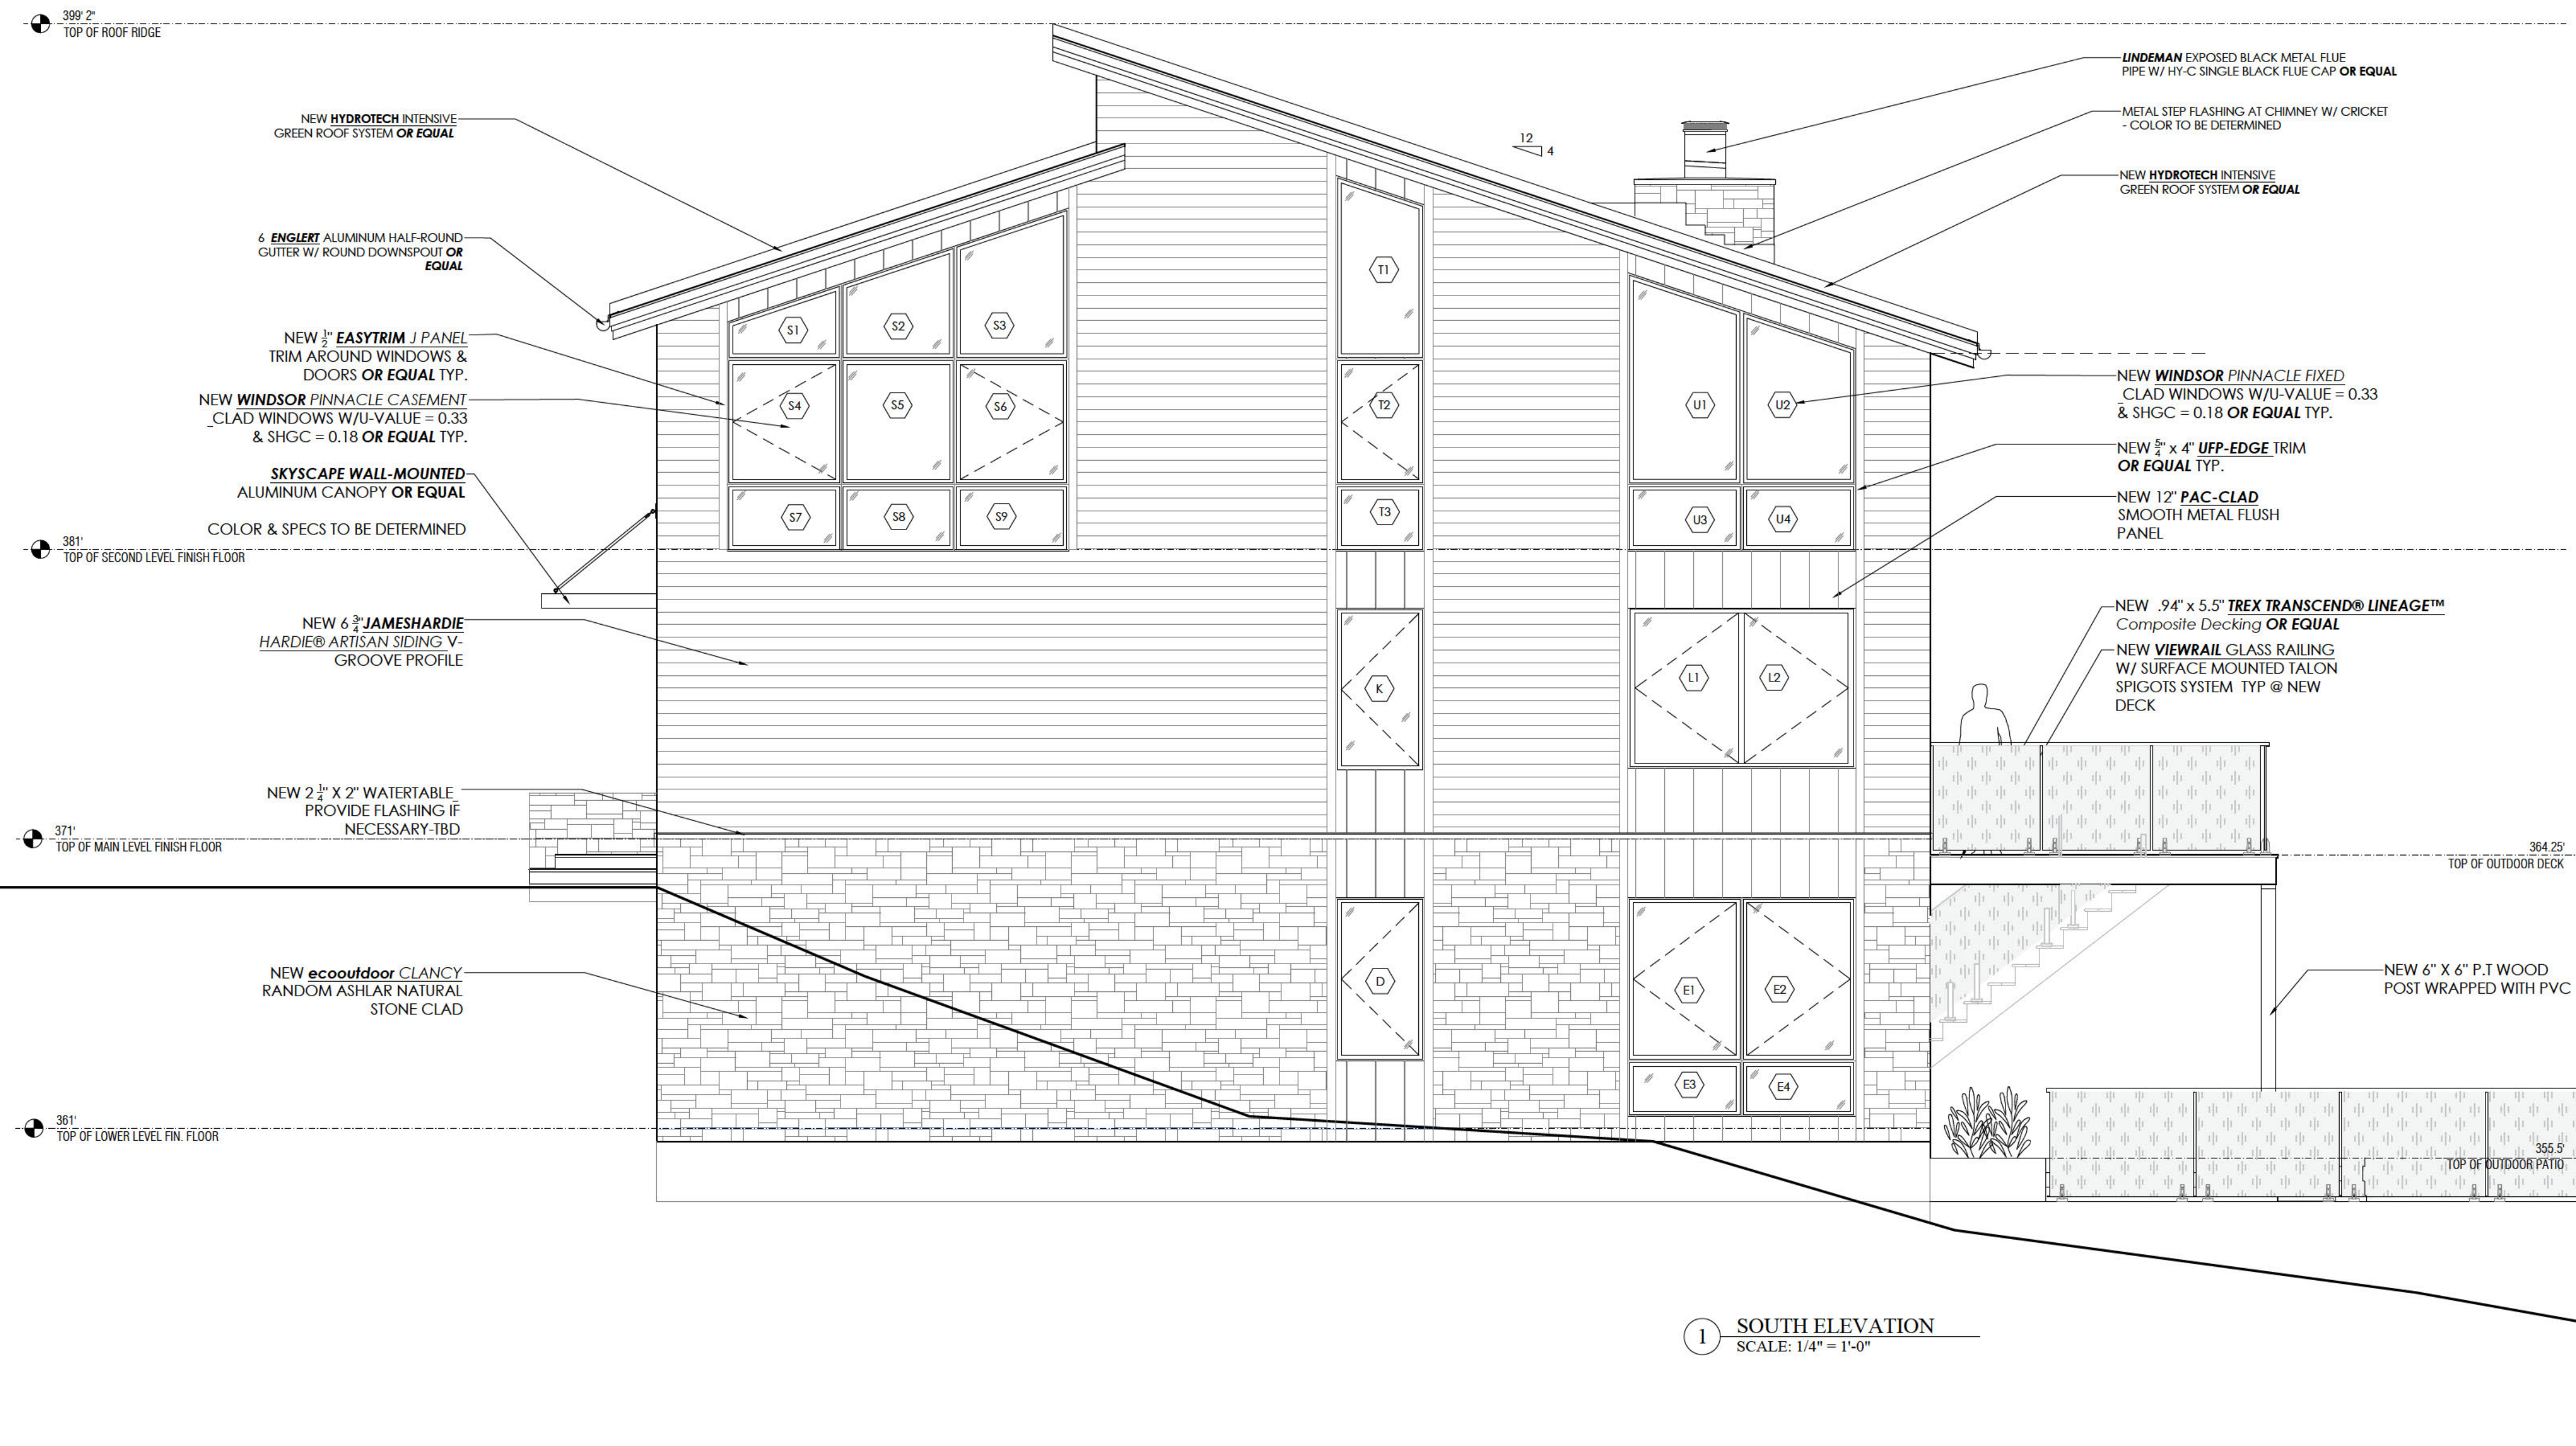 399' 2"
TOP OF ROOF RIDGE
NEW HYDROTECH INTENSIVE
GREEN ROOF SYSTEM OR EQUAL
6 ENGLERT ALUMINUM HALF-ROUND
GUTTER W/ ROUND DOWNSPOUT OR
EQUAL
NEW 1/2" EASYTRIM J PANEL
TRIM AROUND WINDOWS &
DOORS OR EQUAL TYP.
NEW WINDSOR PINNACLE CASEMENT
_CLAD WINDOWS W/U-VALUE = 0.33
& SHGC = 0.18 OR EQUAL TYP.
SKYSCAPE WALL-MOUNTED
ALUMINUM CANOPY OR EQUAL
COLOR & SPECS TO BE DETERMINED
381'
TOP OF SECOND LEVEL FINISH FLOOR
NEW 6 3/4" JAMESHARDIE
HARDIE® ARTISAN SIDING V-
GROOVE PROFILE
NEW 2 1/4" X 2" WATERTABLE_
PROVIDE FLASHING IF
NECESSARY-TBD
371'
TOP OF MAIN LEVEL FINISH FLOOR
NEW ecooutdoor CLANCY
RANDOM ASHLAR NATURAL
STONE CLAD
361'
TOP OF LOWER LEVEL FIN. FLOOR
12
4
S1
S2
S3
S4
S5
S6
S7
S8
S9
T1
T2
T3
U1
U2
U3
U4
K
L1
L2
D
E1
E2
E3
E4
LINDEMAN EXPOSED BLACK METAL FLUE
PIPE W/ HY-C SINGLE BLACK FLUE CAP OR EQUAL
METAL STEP FLASHING AT CHIMNEY W/ CRICKET
- COLOR TO BE DETERMINED
NEW HYDROTECH INTENSIVE
GREEN ROOF SYSTEM OR EQUAL
NEW WINDSOR PINNACLE FIXED
_CLAD WINDOWS W/U-VALUE = 0.33
& SHGC = 0.18 OR EQUAL TYP.
NEW 5/4" x 4" UFP-EDGE TRIM
OR EQUAL TYP.
NEW 12" PAC-CLAD
SMOOTH METAL FLUSH
PANEL
NEW .94" x 5.5" TREX TRANSCEND® LINEAGE™
Composite Decking OR EQUAL
NEW VIEWRAIL GLASS RAILING
W/ SURFACE MOUNTED TALON
SPIGOTS SYSTEM TYP @ NEW
DECK
364.25'
TOP OF OUTDOOR DECK
NEW 6" X 6" P.T WOOD
POST WRAPPED WITH PVC
355.5'
TOP OF OUTDOOR PATIO
1
SOUTH ELEVATION
SCALE: 1/4" = 1'-0"